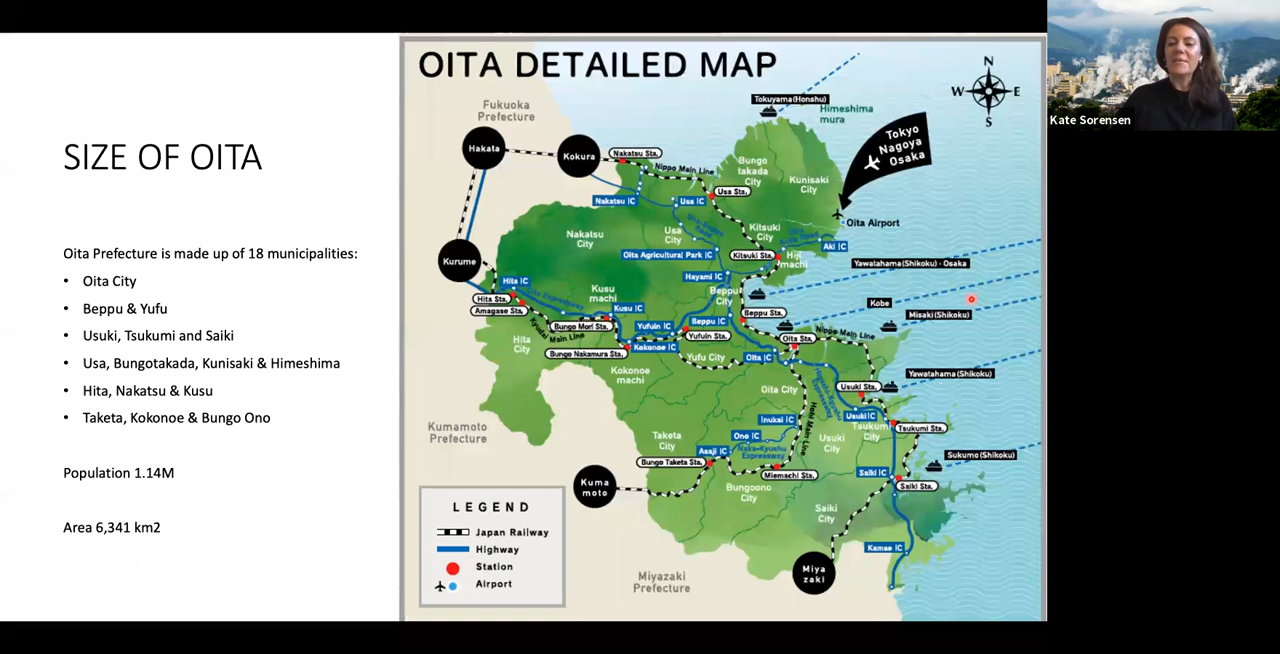 SIZE OF OITA
Oita Prefecture is made up of 18 municipalities:
• Oita City
• Beppu & Yufu
• Usuki, Tsukumi and Saiki
• Usa, Bungotakada, Kunisaki & Himeshima
• Hita, Nakatsu & Kusu
• Taketa, Kokonoe & Bungo Ono
Population 1.14M
Area 6,341 km2
OITA DETAILED MAP
N
W
E
S
Fukuoka
Prefecture
Tokuyama(Honshu)
Himeshima
mura
Tokyo
Nagoya
Osaka
Hakata
Kokura
Nakatsu Sta.
Nippo Main Line
Bungo
takada
City
Kunisaki
City
Nakatsu IC
Usa IC
Usa Sta.
Oita Airport
Nakatsu
City
Usa
City
Kitsuki
City
Oita Agricultural Park IC
Kitsuki Sta.
Hiji
machi
Aki IC
Kurume
Yawatahama(Shikoku)・Osaka
Hayami IC
Hita IC
Oita Expressway
Kusu
machi
Beppu
City
Hita Sta.
Amagase Sta.
Kusu IC
Kobe
Misaki(Shikoku)
Beppu Sta.
Beppu IC
Bungo Mori Sta.
Yufuin IC
Yufuin Sta.
Nippo Main Line
Kyudai
Main Line
Kokonoe IC
Oita Sta.
Hita
City
Bungo Nakamura Sta.
Yufu City
Oita IC
Kokonoe
machi
Yawatahama(Shikoku)
Oita City
Usuki Sta.
Usuki IC
Inukai IC
Hohi Main Line
Tsukumi
City
Tsukumi Sta.
Kumamoto
Prefecture
Taketa
City
Ono IC
Usuki
City
Asaji IC
Naka-Kyushu
Expressway
Sukumo(Shikoku)
Bungo Taketa Sta.
Miemachi Sta.
Saiki IC
Saiki Sta.
Kuma
moto
Bungoono
City
Saiki
City
Kamae IC
Miyazaki
Prefecture
Miya
zaki
LEGEND
Japan Railway
Highway
Station
Airport
Kate Sorensen